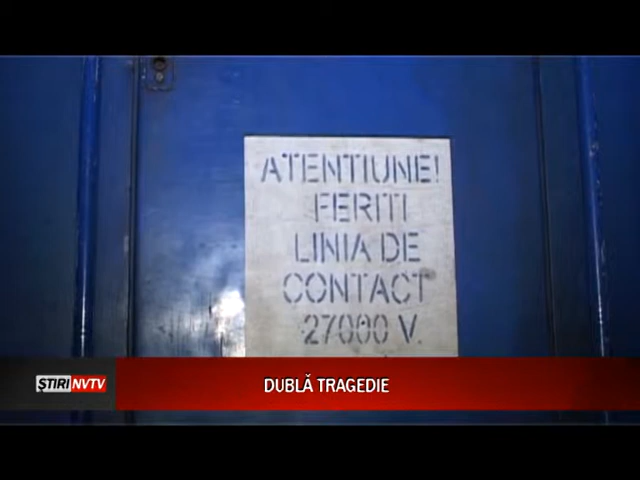 ATENTIUNE!
FERITI
LINIA DE
CONTACT
27000 V.
ȘTIRI NVTV
DUBLĂ TRAGEDIE